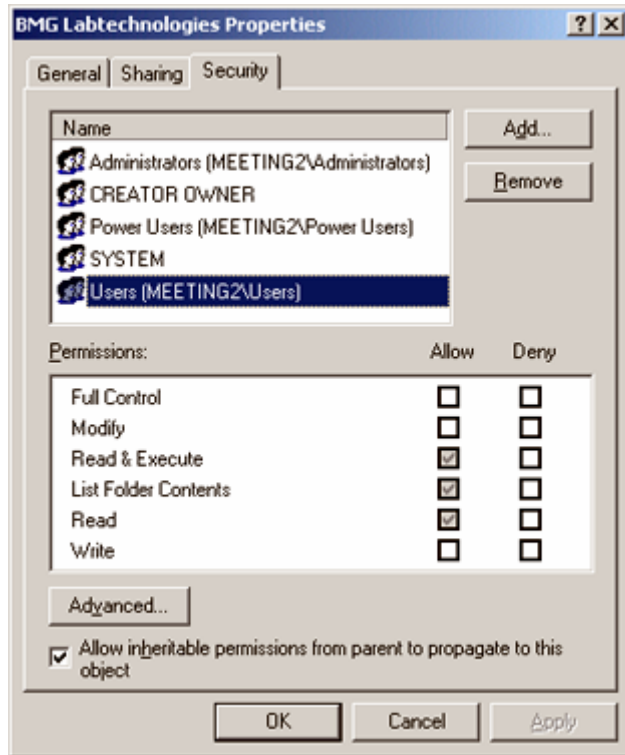 BMG Labtechnologies Properties
General Sharing Security
Name
Add...
Administrators (MEETING2\Administrators)
CREATOR OWNER
Remove
Power Users (MEETING2\Power Users)
SYSTEM
Users (MEETING2\Users)
Permissions: Allow Deny
Full Control
Modify
Read & Execute
List Folder Contents
Read
Write
Advanced...
Allow inheritable permissions from parent to propagate to this
object
OK Cancel Apply